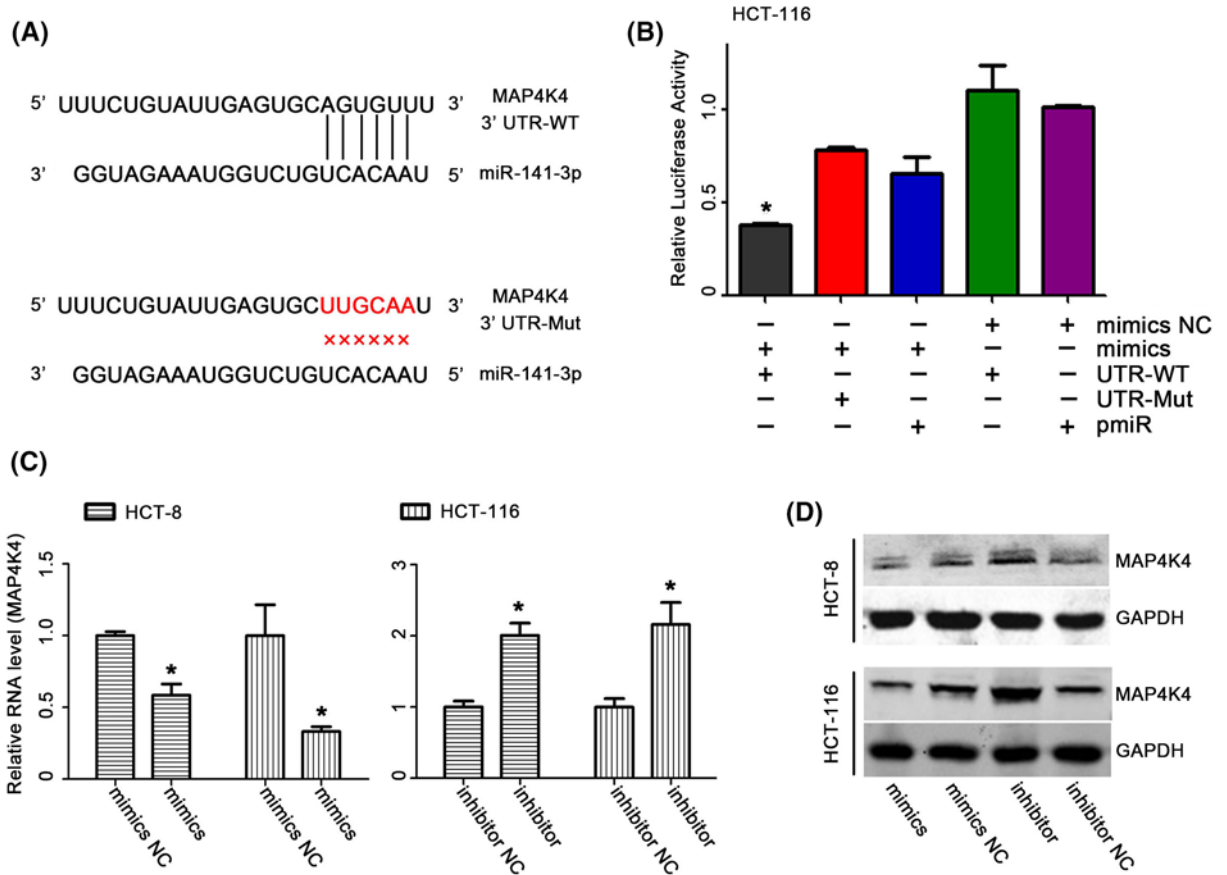 (A)
5' UUUCUGUAUUGAGUGCAGUGUUU 3' MAP4K4
3' UTR-WT
3' GGUAGAAAUGGUCUGUCACAAU 5' miR-141-3p
5' UUUCUGUAUUGAGUGCUUGCAAU 3' MAP4K4
××××××
3' UTR-Mut
3' GGUAGAAAUGGUCUGUCACAAU 5' miR-141-3p
(B)
HCT-116
Relative Luciferase Activity
1.0
0.5
0
*
− − − + + mimics NC
+ + + − − mimics
+ − − + − UTR-WT
− + − − − UTR-Mut
− − + − + pmiR
(C)
HCT-8
HCT-116
Relative RNA level (MAP4K4)
1.5
1.0
0.5
0
*
*
mimics NC
mimics
mimics NC
mimics
3
2
1
0
*
*
inhibitor NC
inhibitor
inhibitor NC
inhibitor
(D)
HCT-8
MAP4K4
GAPDH
HCT-116
MAP4K4
GAPDH
mimics
mimics NC
inhibitor
inhibitor NC